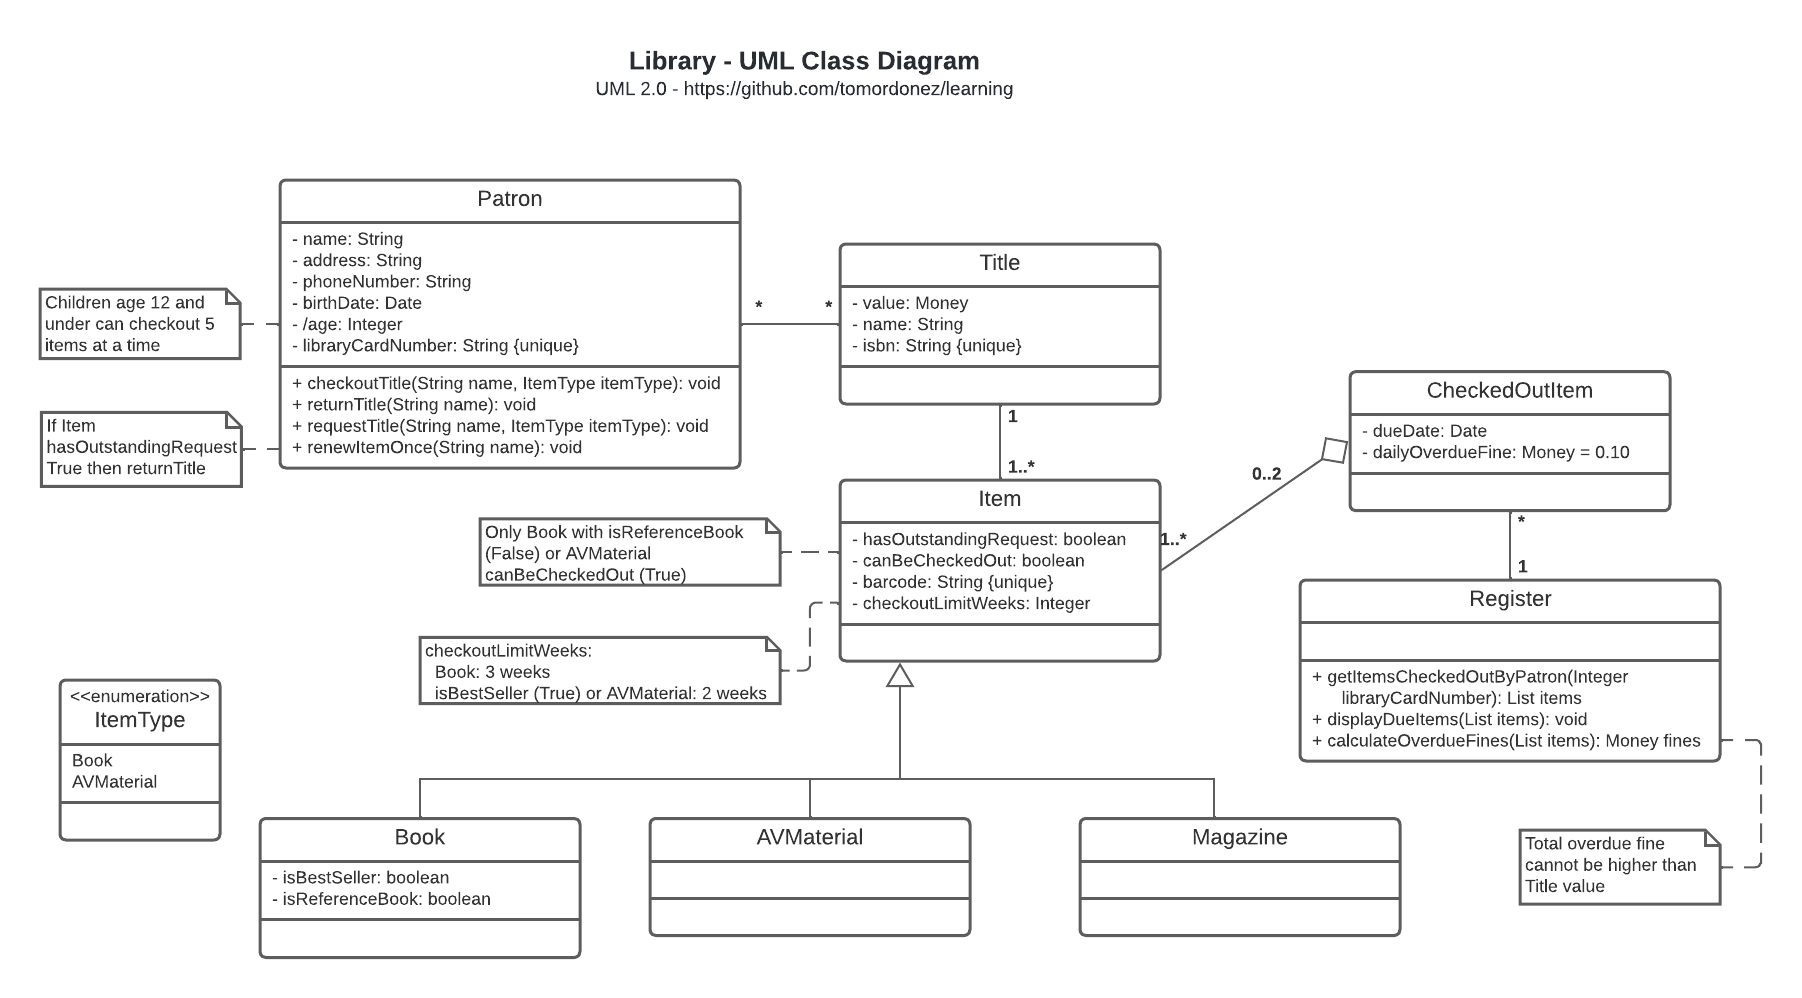 Library - UML Class Diagram
UML 2.0 - https://github.com/tomordonez/learning
Patron
- name: String
- address: String
- phoneNumber: String
- birthDate: Date
- /age: Integer
- libraryCardNumber: String {unique}
+ checkoutTitle(String name, ItemType itemType): void
+ returnTitle(String name): void
+ requestTitle(String name, ItemType itemType): void
+ renewItemOnce(String name): void
Children age 12 and
under can checkout 5
items at a time
If Item
hasOutstandingRequest
True then returnTitle
*
*
Title
- value: Money
- name: String
- isbn: String {unique}
1
1..*
Item
- hasOutstandingRequest: boolean
- canBeCheckedOut: boolean
- barcode: String {unique}
- checkoutLimitWeeks: Integer
Only Book with isReferenceBook
(False) or AVMaterial
canBeCheckedOut (True)
checkoutLimitWeeks:
Book: 3 weeks
isBestSeller (True) or AVMaterial: 2 weeks
1..*
0..2
CheckedOutItem
- dueDate: Date
- dailyOverdueFine: Money = 0.10
*
1
Register
+ getItemsCheckedOutByPatron(Integer
libraryCardNumber): List items
+ displayDueItems(List items): void
+ calculateOverdueFines(List items): Money fines
Total overdue fine
cannot be higher than
Title value
<<enumeration>>
ItemType
Book
AVMaterial
Book
- isBestSeller: boolean
- isReferenceBook: boolean
AVMaterial
Magazine